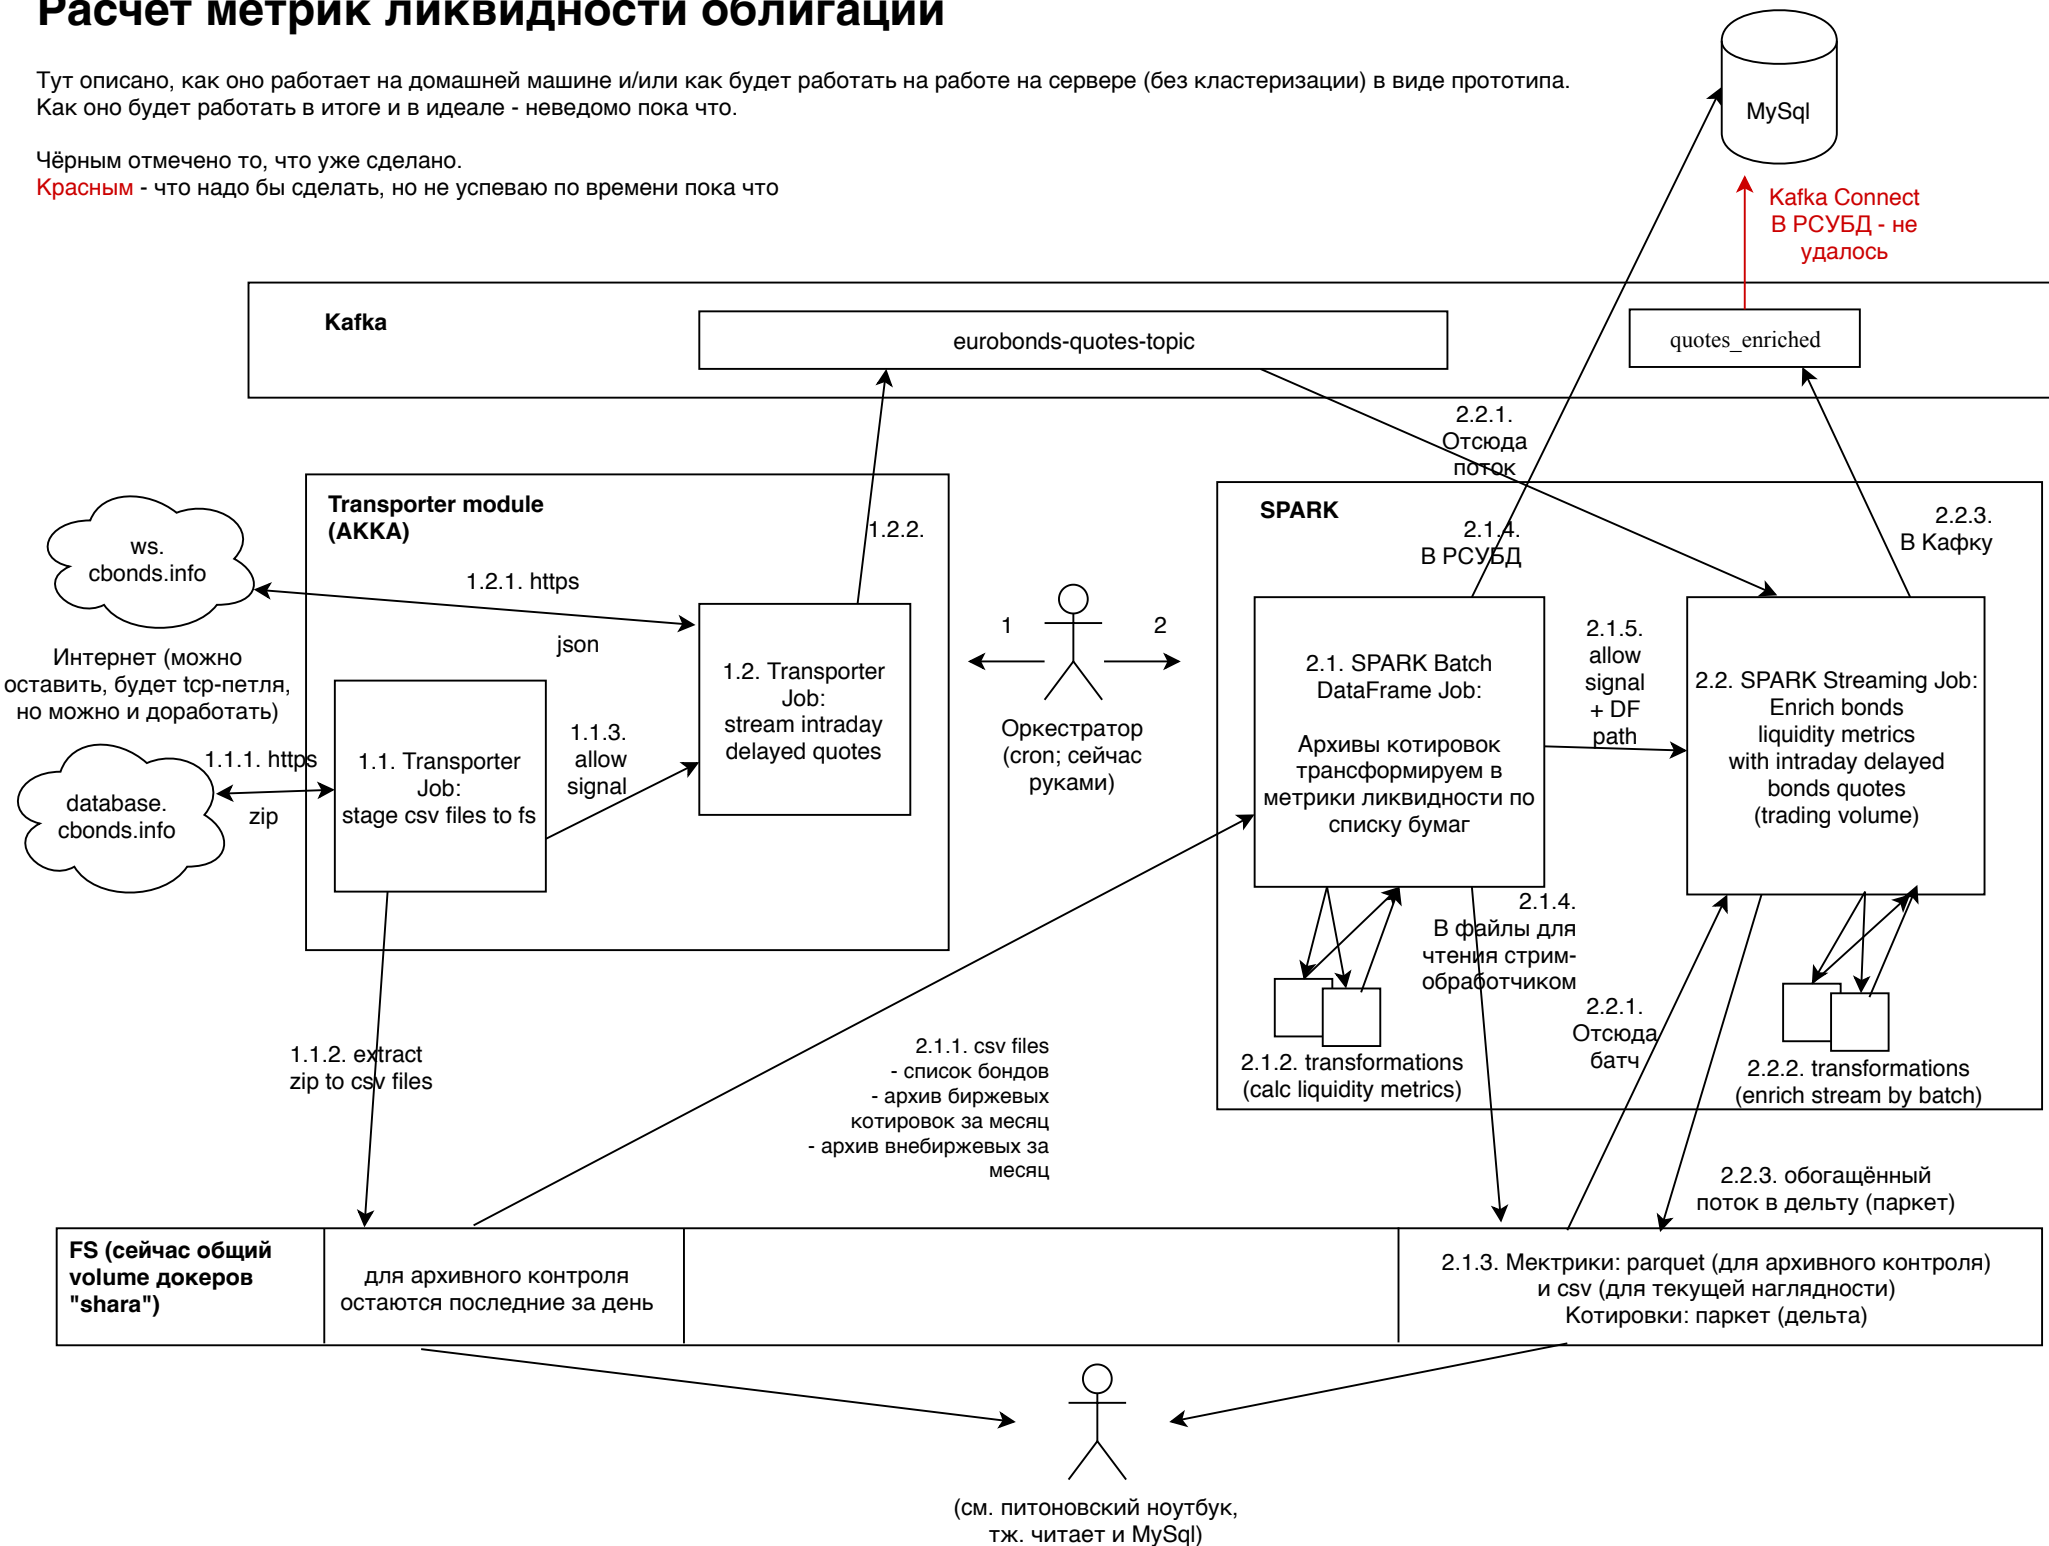 Расчет метрик ликвидности облигаций
Тут описано, как оно работает на домашней машине и/или как будет работать на работе на сервере (без кластеризации) в виде прототипа.
Как оно будет работать в итоге и в идеале - неведомо пока что.
Чёрным отмечено то, что уже сделано.
Красным - что надо бы сделать, но не успеваю по времени пока что
MySql
Kafka Connect
В РСУБД - не
удалось
Kafka
eurobonds-quotes-topic
quotes_enriched
2.2.1.
Отсюда
поток
Transporter module
(AKKA)
1.2.2.
SPARK
2.1.4.
В РСУБД
2.2.3.
В Кафку
ws.
cbonds.info
1.2.1. https
json
Интернет (можно
оставить, будет tcp-петля,
но можно и доработать)
1.2. Transporter
Job:
stream intraday
delayed quotes
1
2
Оркестратор
(cron; сейчас
руками)
2.1. SPARK Batch
DataFrame Job:
Архивы котировок
трансформируем в
метрики ликвидности по
списку бумаг
2.1.5.
allow
signal
+ DF
path
2.2. SPARK Streaming Job:
Enrich bonds
liquidity metrics
with intraday delayed
bonds quotes
(trading volume)
1.1.1. https
zip
database.
cbonds.info
1.1. Transporter
Job:
stage csv files to fs
1.1.3.
allow
signal
2.1.4.
В файлы для
чтения стрим-
обработчиком
2.2.1.
Отсюда
батч
1.1.2. extract
zip to csv files
2.1.1. csv files
- список бондов
- архив биржевых
котировок за месяц
- архив внебиржевых за
месяц
2.1.2. transformations
(calc liquidity metrics)
2.2.2. transformations
(enrich stream by batch)
2.2.3. обогащённый
поток в дельту (паркет)
FS (сейчас общий
volume докеров
"shara")
для архивного контроля
остаются последние за день
2.1.3. Мектрики: parquet (для архивного контроля)
и csv (для текущей наглядности)
Котировки: паркет (дельта)
(см. питоновский ноутбук,
тж. читает и MySql)